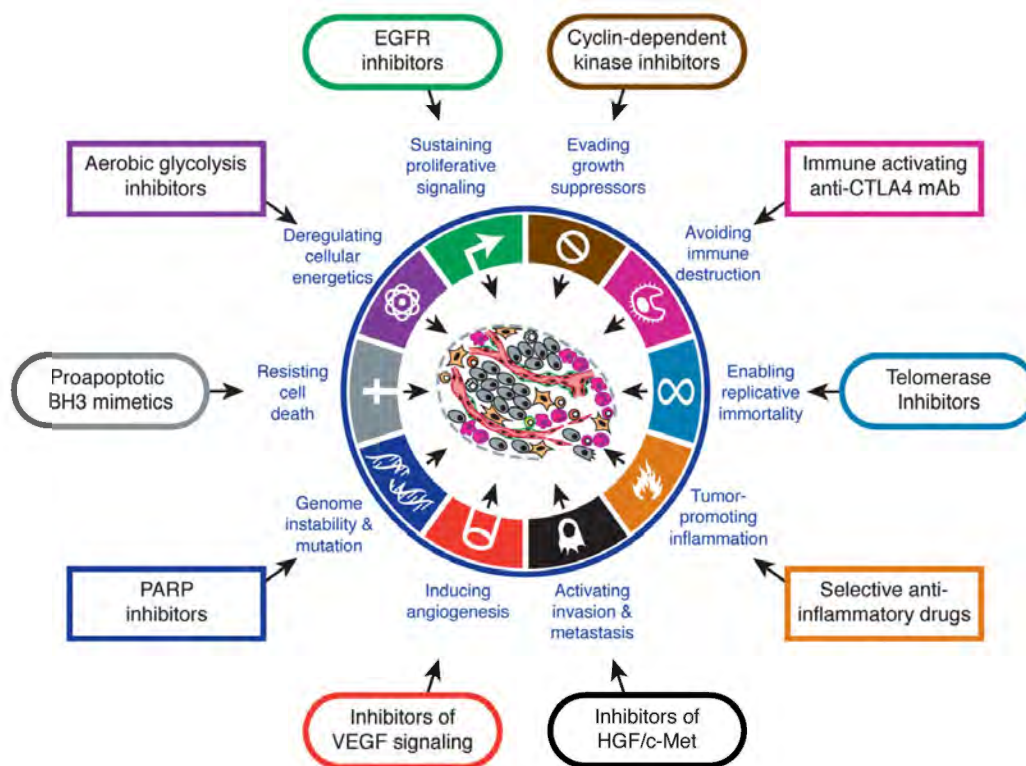 EGFR
inhibitors
Cyclin-dependent
kinase inhibitors
Sustaining
proliferative
signaling
Evading
growth
suppressors
Aerobic glycolysis
inhibitors
Immune activating
anti-CTLA4 mAb
Deregulating
cellular
energetics
Avoiding
immune
destruction
Proapoptotic
BH3 mimetics
Resisting
cell
death
Enabling
replicative
immortality
Telomerase
Inhibitors
Genome
instability &
mutation
Tumor-
promoting
inflammation
PARP
inhibitors
Inducing
angiogenesis
Activating
invasion &
metastasis
Selective anti-
inflammatory drugs
Inhibitors of
VEGF signaling
Inhibitors of
HGF/c-Met